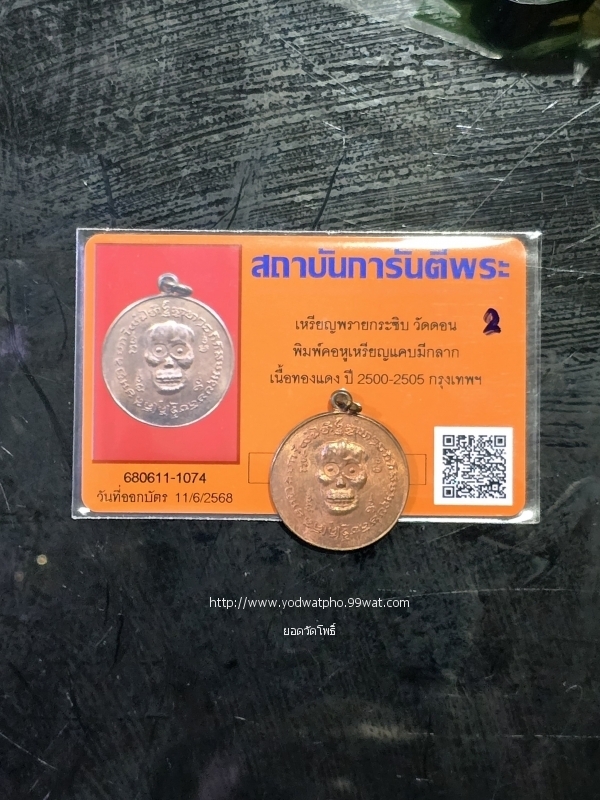 สถาบันการันตีพระ
เหรียญพรายกระซิบ วัดดอน 2
พิมพ์คอหูเหรียญแคบมีกลาก
เนื้อทองแดง ปี 2500-2505 กรุงเทพฯ
680611-1074
วันที่ออกบัตร 11/6/2568
http://www.yodwatpho.99wat.com
ยอดวัดโพธิ์